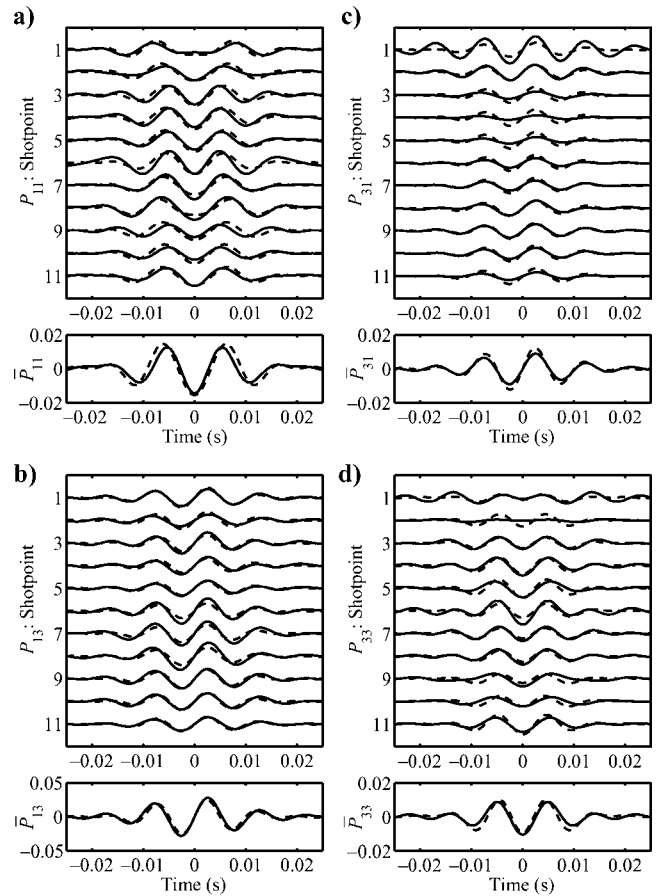 a)
P11: Shotpoint
1
3
5
7
9
11
−0.02 −0.01 0 0.01 0.02
P̅11
0.02
0
−0.02
−0.02 −0.01 0 0.01 0.02
Time (s)
c)
P31: Shotpoint
1
3
5
7
9
11
−0.02 −0.01 0 0.01 0.02
P̅31
0.02
0
−0.02
−0.02 −0.01 0 0.01 0.02
Time (s)
b)
P13: Shotpoint
1
3
5
7
9
11
−0.02 −0.01 0 0.01 0.02
P̅13
0.05
0
−0.05
−0.02 −0.01 0 0.01 0.02
Time (s)
d)
P33: Shotpoint
1
3
5
7
9
11
−0.02 −0.01 0 0.01 0.02
P̅33
0.02
0
−0.02
−0.02 −0.01 0 0.01 0.02
Time (s)